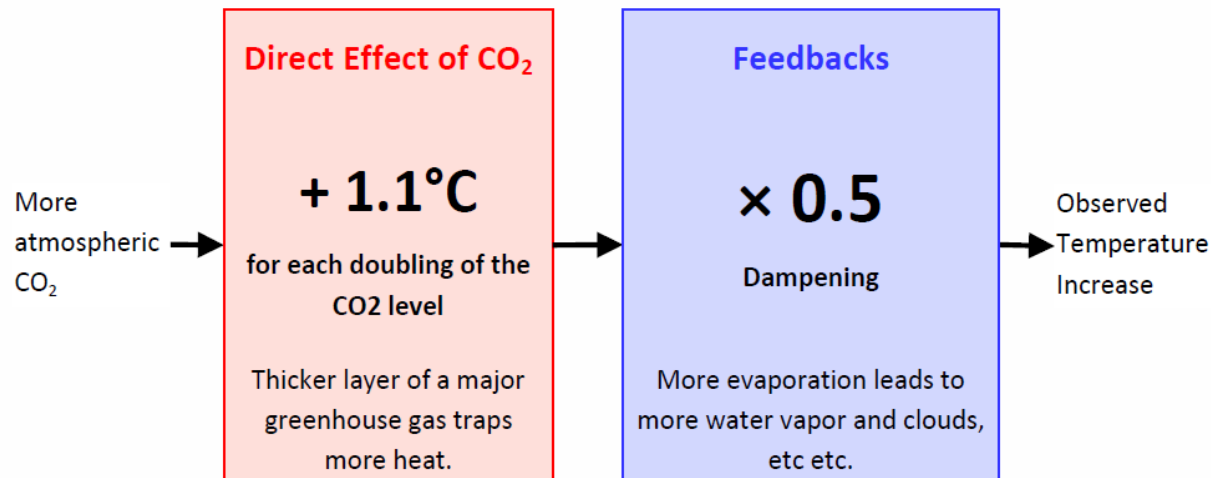 More
atmospheric
CO₂
Direct Effect of CO₂
+ 1.1°C
for each doubling of the
CO2 level
Thicker layer of a major
greenhouse gas traps
more heat.
Feedbacks
× 0.5
Dampening
More evaporation leads to
more water vapor and clouds,
etc etc.
Observed
Temperature
Increase